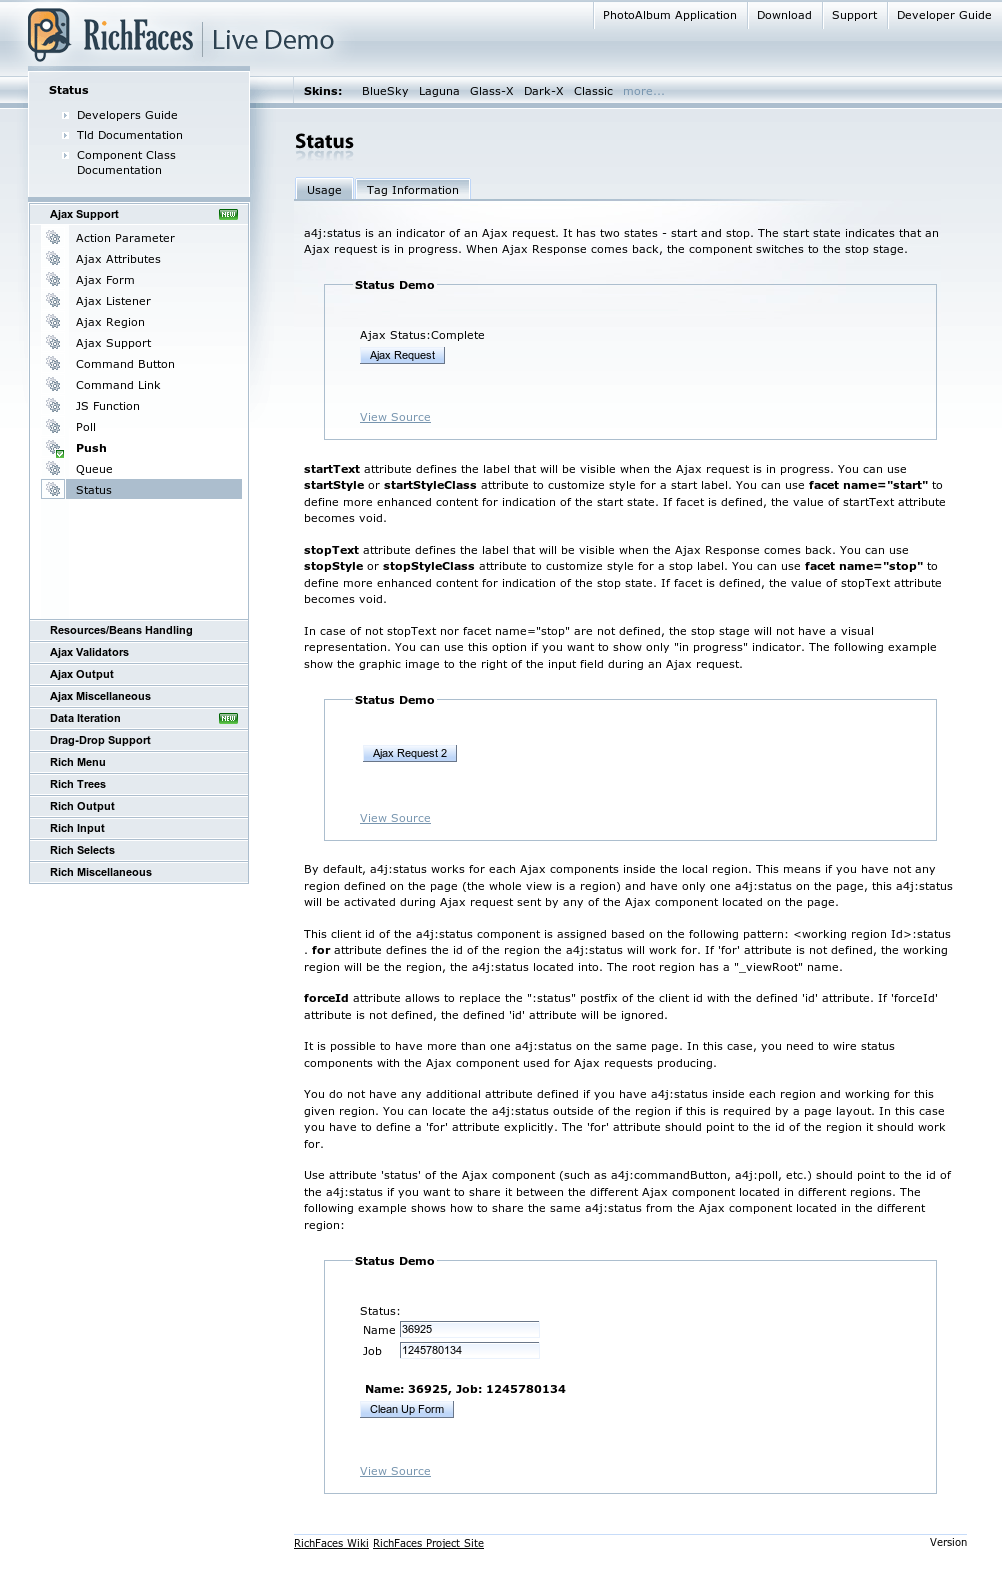 PhotoAlbum Application Download Support Developer Guide
RichFaces Live Demo
Skins: BlueSky Laguna Glass-X Dark-X Classic more...
Status
Developers Guide
Tld Documentation
Component Class
Documentation
Ajax Support NEW
Action Parameter
Ajax Attributes
Ajax Form
Ajax Listener
Ajax Region
Ajax Support
Command Button
Command Link
JS Function
Poll
Push
Queue
Status
Resources/Beans Handling
Ajax Validators
Ajax Output
Ajax Miscellaneous
Data Iteration NEW
Drag-Drop Support
Rich Menu
Rich Trees
Rich Output
Rich Input
Rich Selects
Rich Miscellaneous
Status
Usage Tag Information
a4j:status is an indicator of an Ajax request. It has two states - start and stop. The start state indicates that an
Ajax request is in progress. When Ajax Response comes back, the component switches to the stop stage.
Status Demo
Ajax Status:Complete
Ajax Request
View Source
startText attribute defines the label that will be visible when the Ajax request is in progress. You can use
startStyle or startStyleClass attribute to customize style for a start label. You can use facet name="start" to
define more enhanced content for indication of the start state. If facet is defined, the value of startText attribute
becomes void.
stopText attribute defines the label that will be visible when the Ajax Response comes back. You can use
stopStyle or stopStyleClass attribute to customize style for a stop label. You can use facet name="stop" to
define more enhanced content for indication of the stop state. If facet is defined, the value of stopText attribute
becomes void.
In case of not stopText nor facet name="stop" are not defined, the stop stage will not have a visual
representation. You can use this option if you want to show only "in progress" indicator. The following example
show the graphic image to the right of the input field during an Ajax request.
Status Demo
Ajax Request 2
View Source
By default, a4j:status works for each Ajax components inside the local region. This means if you have not any
region defined on the page (the whole view is a region) and have only one a4j:status on the page, this a4j:status
will be activated during Ajax request sent by any of the Ajax component located on the page.
This client id of the a4j:status component is assigned based on the following pattern: <working region Id>:status
. for attribute defines the id of the region the a4j:status will work for. If 'for' attribute is not defined, the working
region will be the region, the a4j:status located into. The root region has a "_viewRoot" name.
forceId attribute allows to replace the ":status" postfix of the client id with the defined 'id' attribute. If 'forceId'
attribute is not defined, the defined 'id' attribute will be ignored.
It is possible to have more than one a4j:status on the same page. In this case, you need to wire status
components with the Ajax component used for Ajax requests producing.
You do not have any additional attribute defined if you have a4j:status inside each region and working for this
given region. You can locate the a4j:status outside of the region if this is required by a page layout. In this case
you have to define a 'for' attribute explicitly. The 'for' attribute should point to the id of the region it should work
for.
Use attribute 'status' of the Ajax component (such as a4j:commandButton, a4j:poll, etc.) should point to the id of
the a4j:status if you want to share it between the different Ajax component located in different regions. The
following example shows how to share the same a4j:status from the Ajax component located in the different
region:
Status Demo
Status:
Name 36925
Job 1245780134
Name: 36925, Job: 1245780134
Clean Up Form
View Source
RichFaces Wiki RichFaces Project Site Version